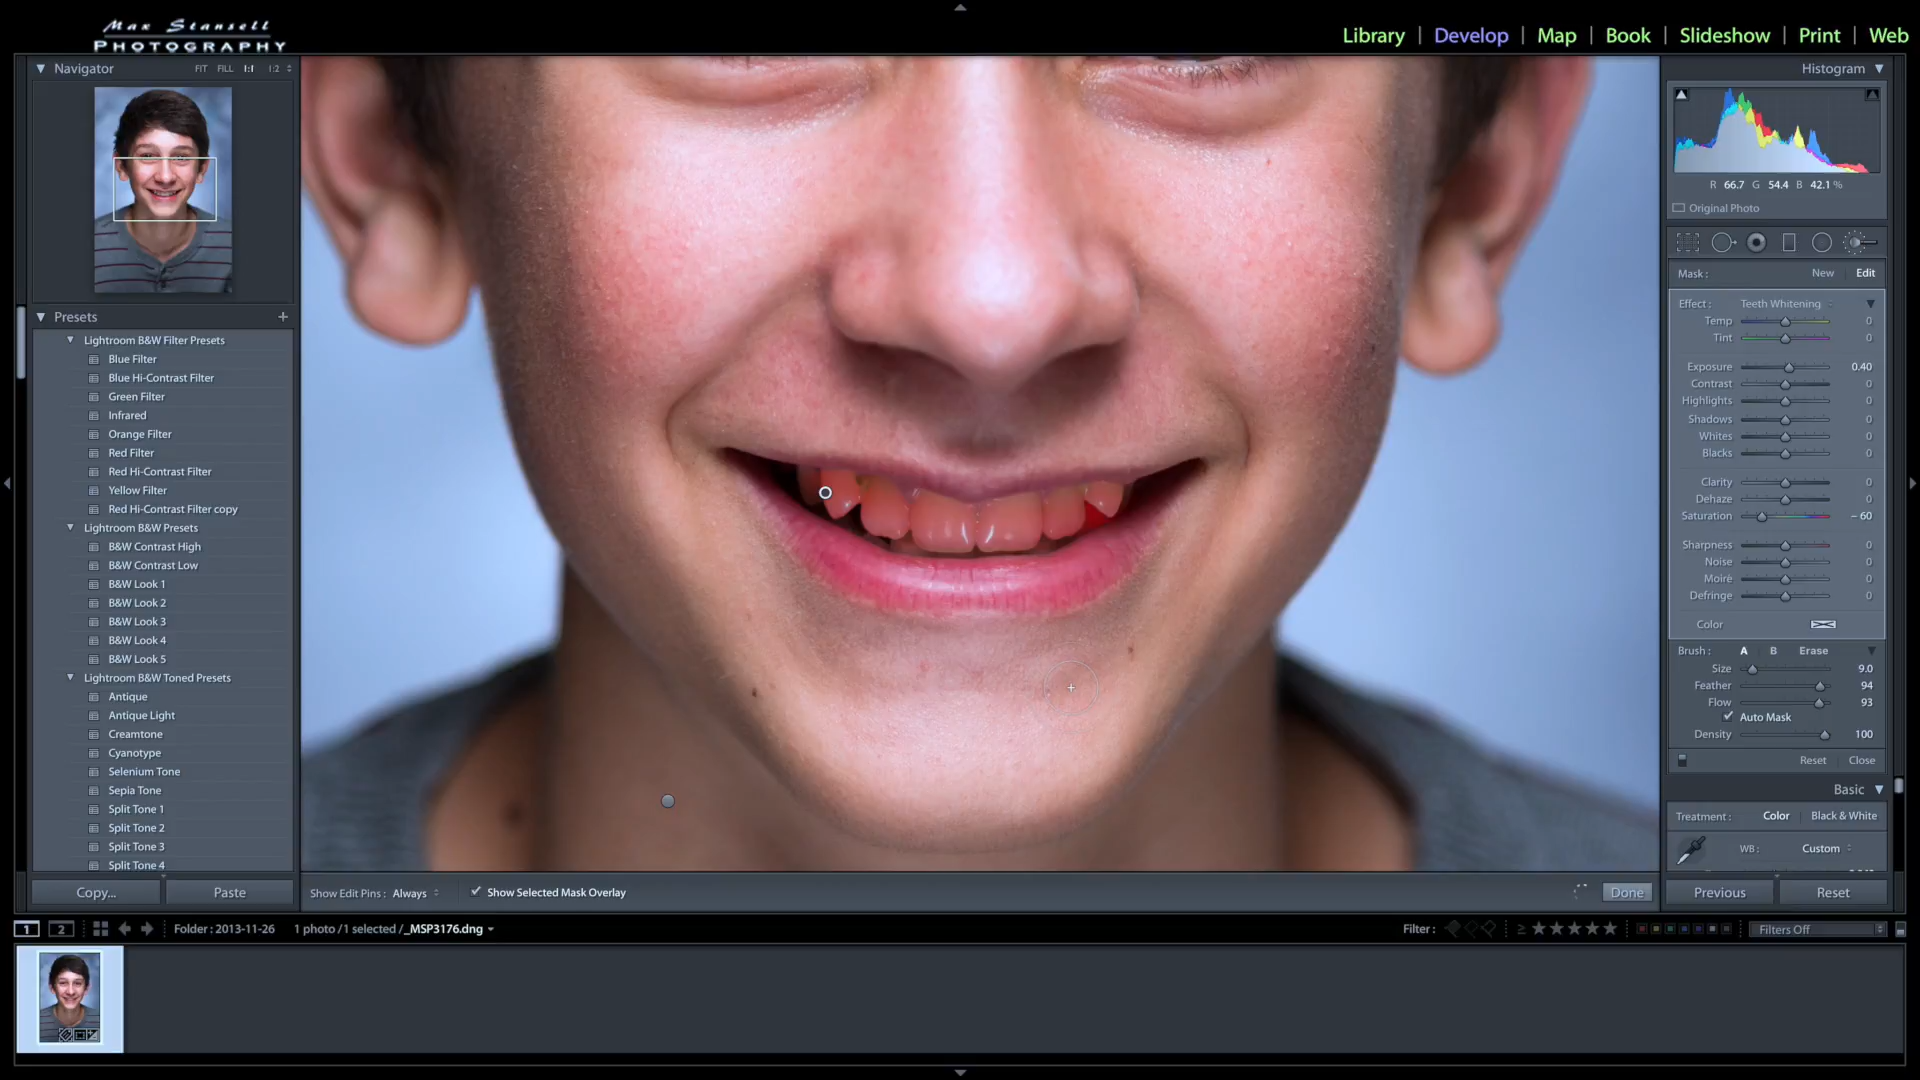 Max Stansell
PHOTOGRAPHY
Library | Develop | Map | Book | Slideshow | Print | Web
Navigator FIT FILL 1:1 1:2
Presets +
Lightroom B&W Filter Presets
Blue Filter
Blue Hi-Contrast Filter
Green Filter
Infrared
Orange Filter
Red Filter
Red Hi-Contrast Filter
Yellow Filter
Red Hi-Contrast Filter copy
Lightroom B&W Presets
B&W Contrast High
B&W Contrast Low
B&W Look 1
B&W Look 2
B&W Look 3
B&W Look 4
B&W Look 5
Lightroom B&W Toned Presets
Antique
Antique Light
Creamtone
Cyanotype
Selenium Tone
Sepia Tone
Split Tone 1
Split Tone 2
Split Tone 3
Split Tone 4
Copy... Paste
Show Edit Pins : Always Show Selected Mask Overlay Done
Histogram
R 66.7 G 54.4 B 42.1 %
Original Photo
Mask : New Edit
Effect : Teeth Whitening
Temp 0
Tint 0
Exposure 0.40
Contrast 0
Highlights 0
Shadows 0
Whites 0
Blacks 0
Clarity 0
Dehaze 0
Saturation – 60
Sharpness 0
Noise 0
Moiré 0
Defringe 0
Color
Brush : A B Erase
Size 9.0
Feather 94
Flow 93
Auto Mask
Density 100
Reset Close
Basic
Treatment : Color Black & White
WB : Custom
Previous Reset
1 2 Folder : 2013-11-26 1 photo / 1 selected / _MSP3176.dng Filter : ≥ Filters Off